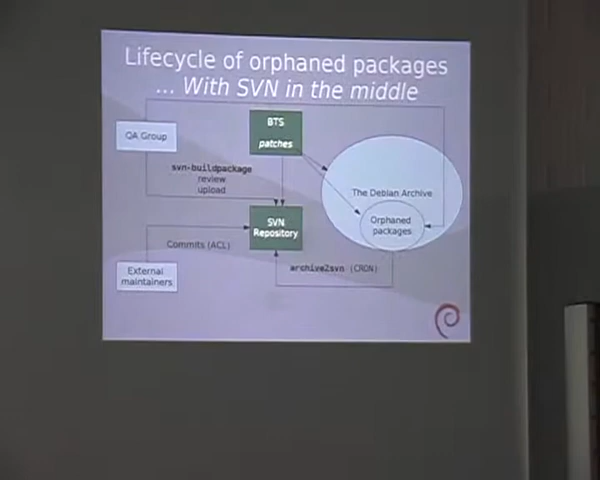 Lifecycle of orphaned packages
... With SVN in the middle
BTS
patches
QA Group
svn-buildpackage
review
upload
The Debian Archive
Orphaned
packages
SVN
Repository
Commits (ACL)
archive2svn (CRON)
External
maintainers